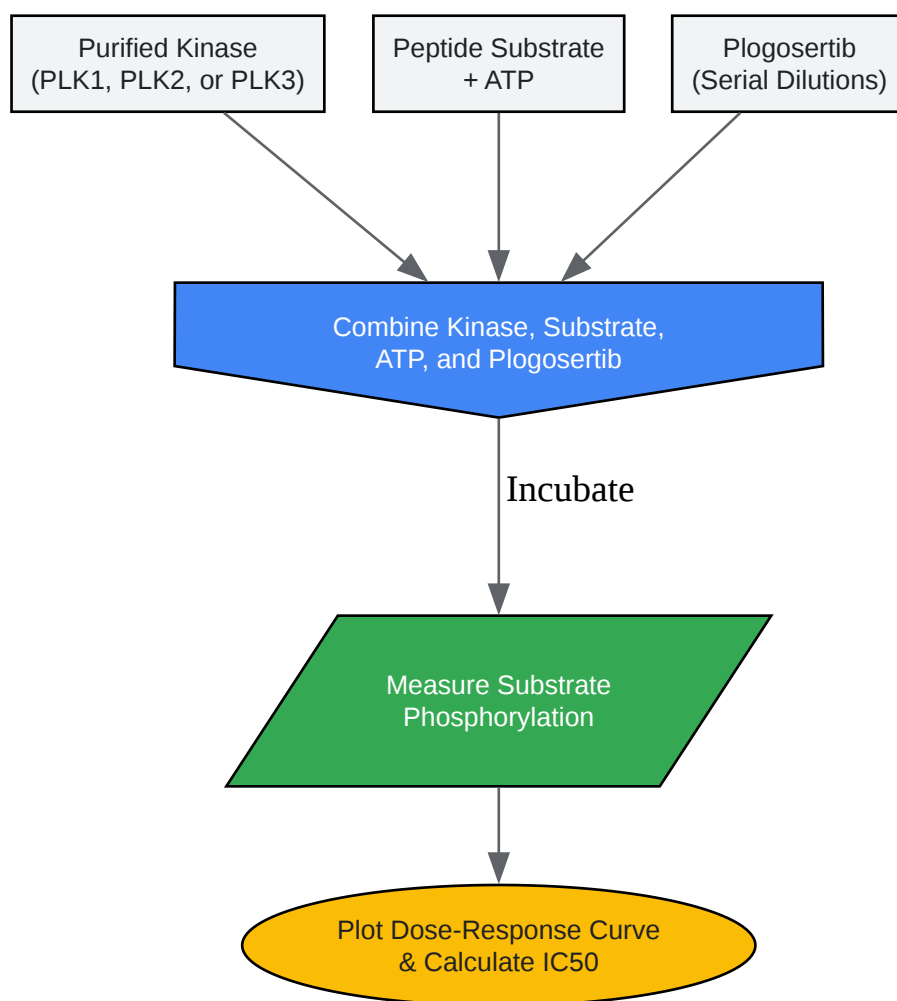 Purified Kinase
(PLK1, PLK2, or PLK3)
Peptide Substrate
+ ATP
Plogosertib
(Serial Dilutions)
Combine Kinase, Substrate,
ATP, and Plogosertib
Incubate
Measure Substrate
Phosphorylation
Plot Dose-Response Curve
& Calculate IC50